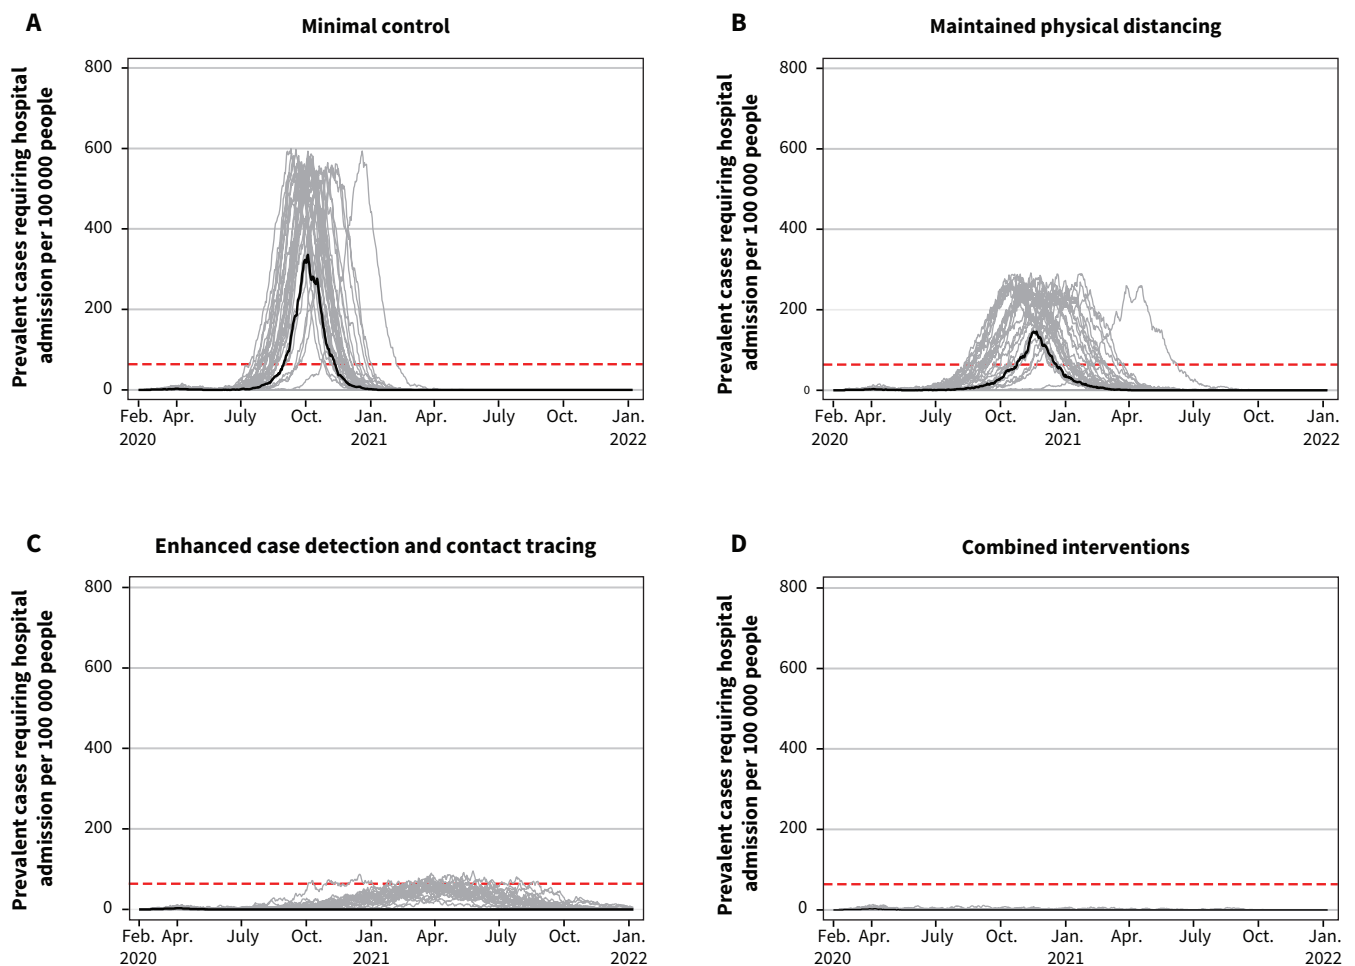 A
Minimal control
Prevalent cases requiring hospital
admission per 100 000 people
800
600
400
200
0
Feb. Apr. July Oct. Jan. Apr. July Oct. Jan.
2020 2021 2022
B
Maintained physical distancing
Prevalent cases requiring hospital
admission per 100 000 people
800
600
400
200
0
Feb. Apr. July Oct. Jan. Apr. July Oct. Jan.
2020 2021 2022
C
Enhanced case detection and contact tracing
Prevalent cases requiring hospital
admission per 100 000 people
800
600
400
200
0
Feb. Apr. July Oct. Jan. Apr. July Oct. Jan.
2020 2021 2022
D
Combined interventions
Prevalent cases requiring hospital
admission per 100 000 people
800
600
400
200
0
Feb. Apr. July Oct. Jan. Apr. July Oct. Jan.
2020 2021 2022